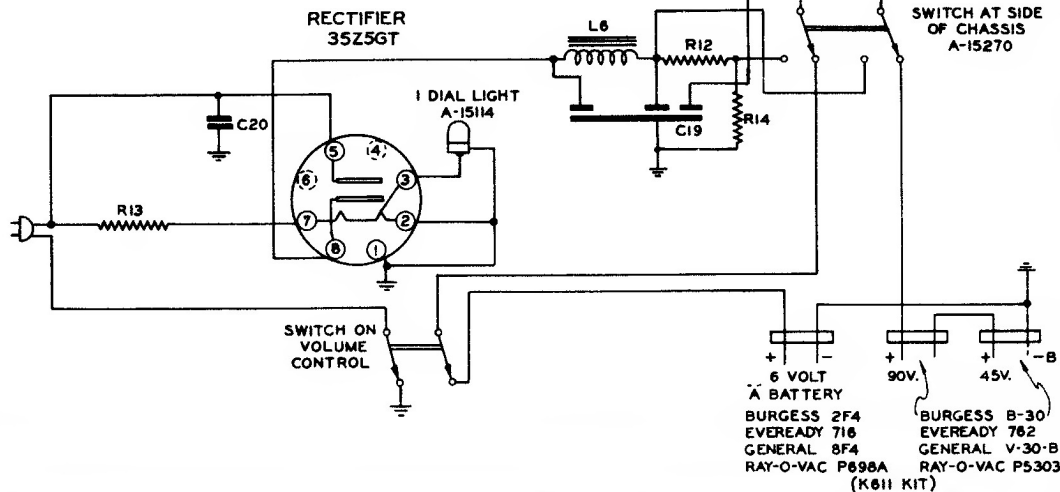 RECTIFIER
35Z5GT
L6
R12
SWITCH AT SIDE
OF CHASSIS
A-15270
1 DIAL LIGHT
A-15114
C20
C19
R14
5
4
6
3
R13
7
2
8
1
SWITCH ON
VOLUME
CONTROL
+ - + + -B
6 VOLT
A BATTERY
90V.
45V.
BURGESS 2F4
EVEREADY 716
GENERAL 8F4
RAY-O-VAC P698A
BURGESS B-30
EVEREADY 762
GENERAL V-30-B
RAY-O-VAC P5303
(K611 KIT)